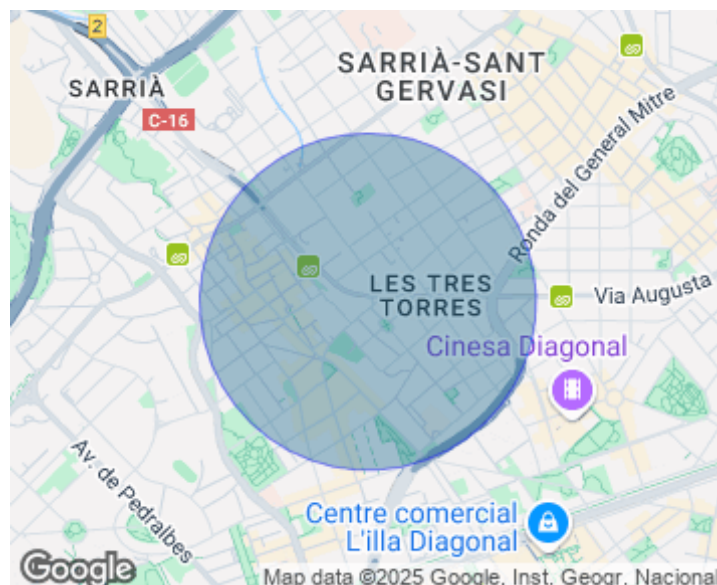 2
SARRIÀ
SARRIÀ-SANT
GERVASI
C-16
Ronda del General Mitre
LES TRES
TORRES
Via Augusta
Cinesa Diagonal
Av. de Pedralbes
Centre comercial
L'illa Diagonal
Google
Map data ©2025 Google, Inst. Geogr. Nacional